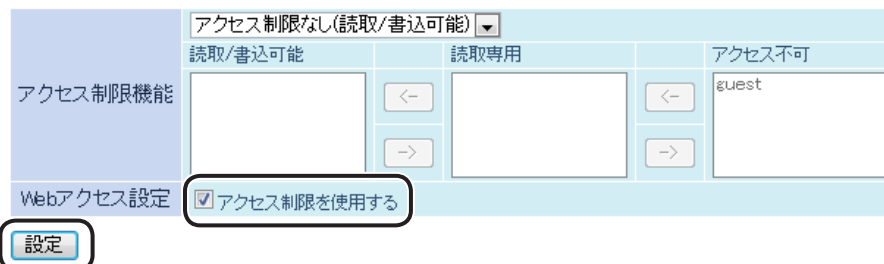 アクセス制限なし(読取/書込可能)
読取/書込可能 読取専用 アクセス不可
アクセス制限機能
<- <- guest
-> ->
Webアクセス設定 アクセス制限を使用する
設定